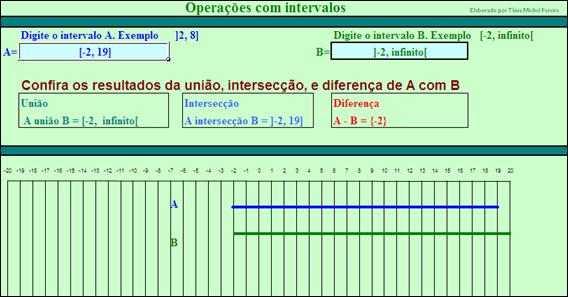 Operações com intervalos
Elaborado por Tínis Michel Pereira
Digite o intervalo A. Exemplo ]2, 8]
Digite o intervalo B. Exemplo [-2, infinito[
A= [-2, 19]
B= ]-2, infinito[
Confira os resultados da união, intersecção, e diferença de A com B
União
A união B = [-2, infinito[
Intersecção
A intersecção B = ]-2, 19]
Diferença
A - B = {-2}
-20 -19 -18 -17 -16 -15 -14 -13 -12 -11 -10 -9 -8 -7 -6 -5 -4 -3 -2 -1 0 1 2 3 4 5 6 7 8 9 10 11 12 13 14 15 16 17 18 19 20
A
B